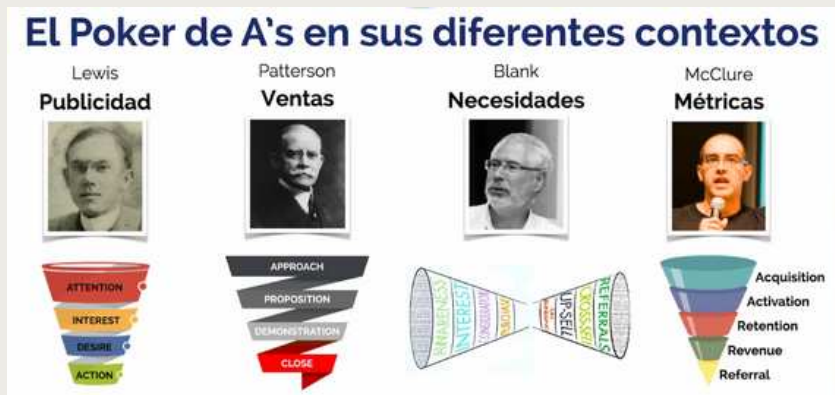 El Poker de A's en sus diferentes contextos
Lewis
Publicidad
Patterson
Ventas
Blank
Necesidades
McClure
Métricas
ATTENTION
INTEREST
DESIRE
ACTION
APPROACH
PROPOSITION
DEMONSTRATION
CLOSE
AWARENESS
INTEREST
UP-SELL
CROSS-SELL
REFERRALS
Acquisition
Activation
Retention
Revenue
Referral